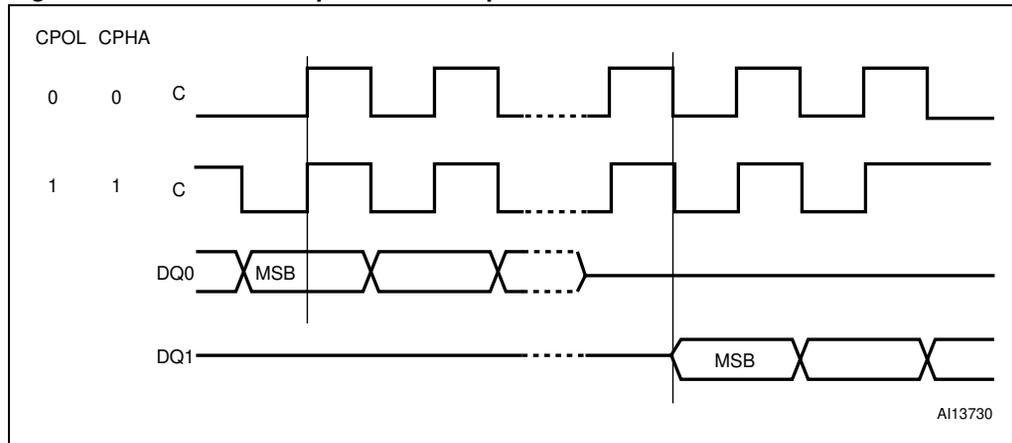 CPOL CPHA
0 0 C
1 1 C
DQ0 MSB
DQ1 MSB
AI13730